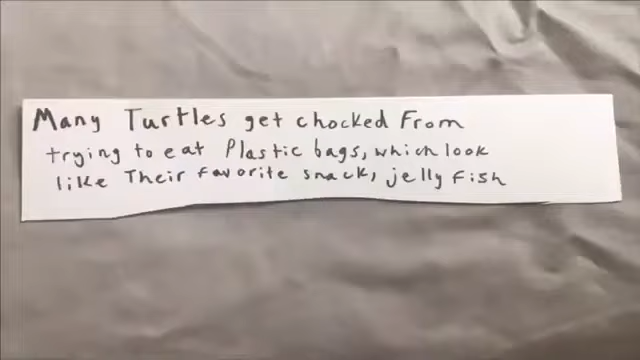 Many Turtles get chocked From
trying to eat Plastic bags, which look
like Their favorite snack, jelly Fish